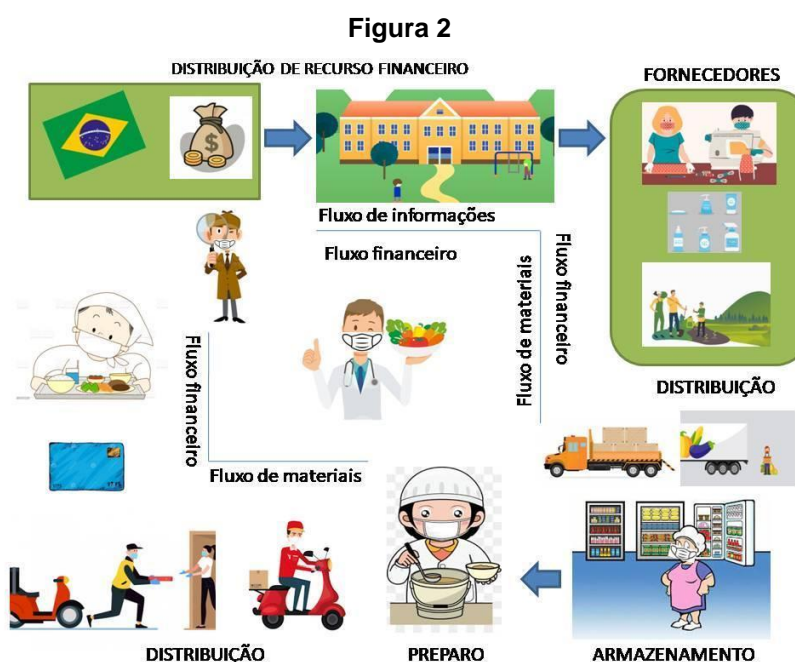 Figura 2
DISTRIBUIÇÃO DE RECURSO FINANCEIRO
FORNECEDORES
$
Fluxo de informações
Fluxo financeiro
Fluxo de materiais
Fluxo financeiro
Fluxo financeiro
Fluxo de materiais
DISTRIBUIÇÃO
DISTRIBUIÇÃO
PREPARO
ARMAZENAMENTO